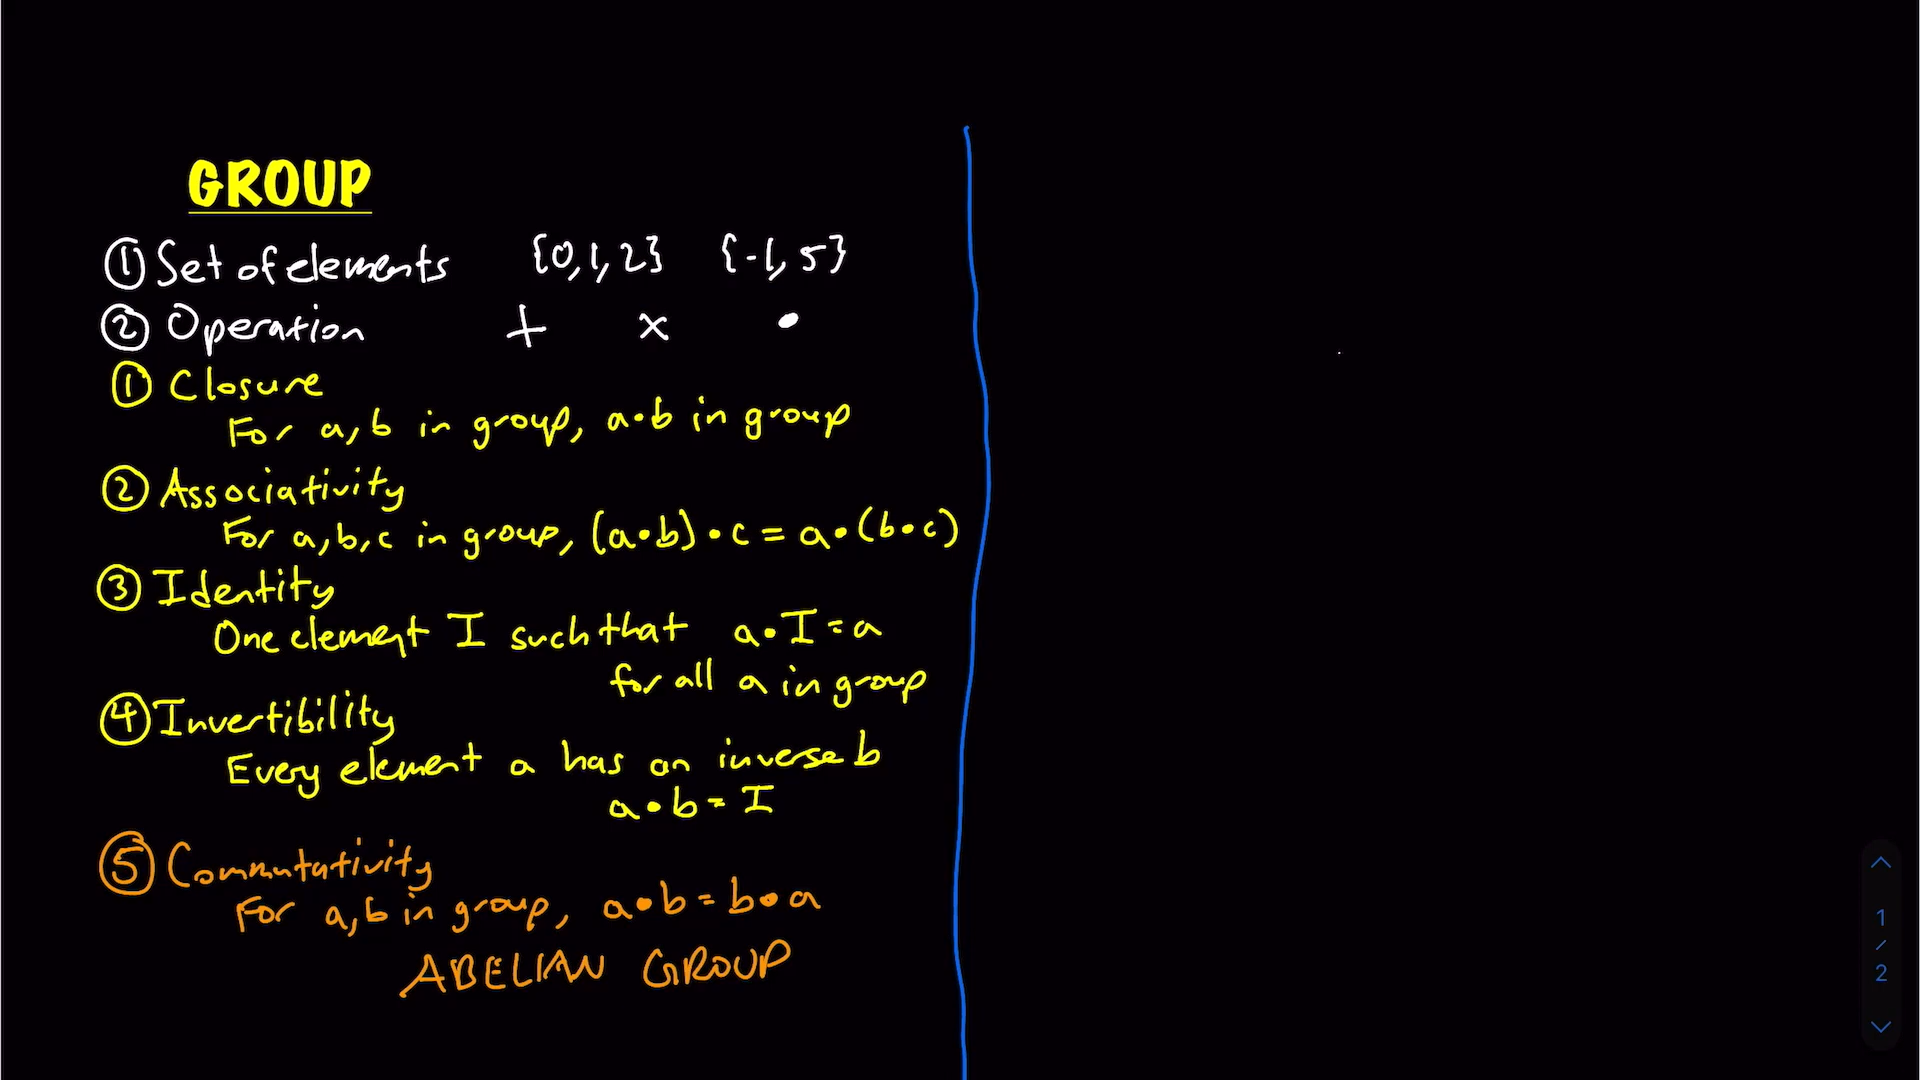 GROUP
① Set of elements {0,1,2} {-1,5}
② Operation + × •
① Closure
For a,b in group, a•b in group
② Associativity
For a,b,c in group, (a•b)•c = a•(b•c)
③ Identity
One element I such that a•I = a
for all a in group
④ Invertibility
Every element a has an inverse b
a•b = I
⑤ Commutativity
For a,b in group, a•b = b•a
ABELIAN GROUP
1
/
2